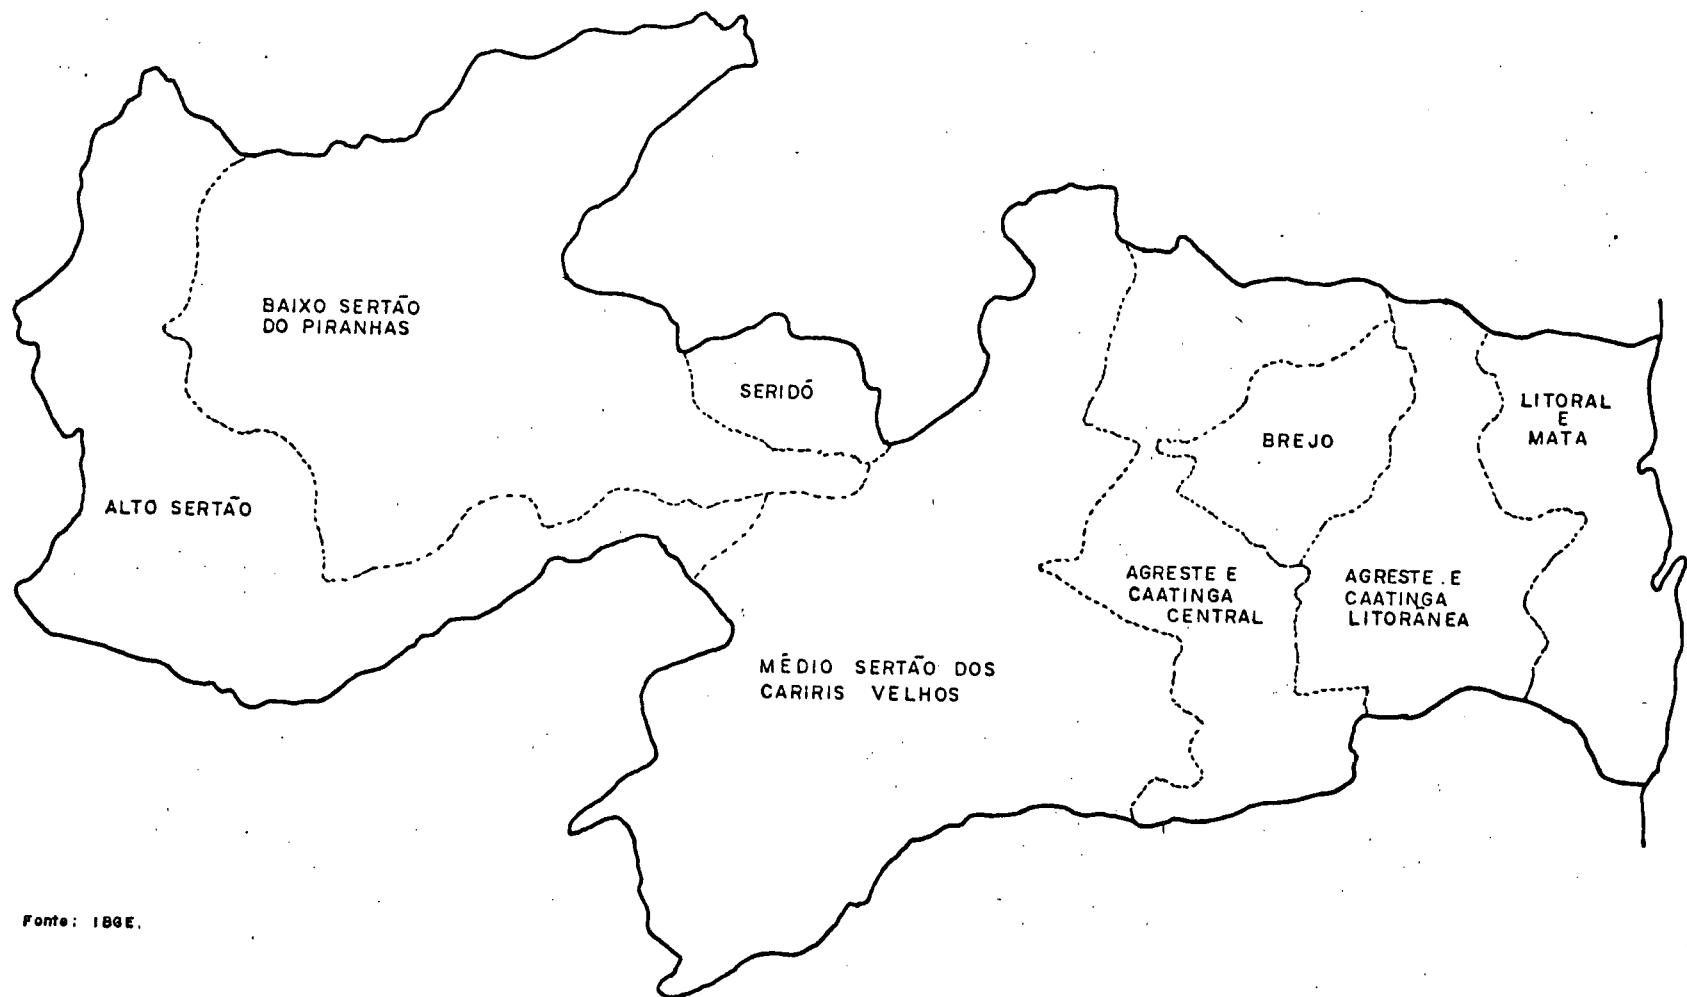 BAIXO SERTÃO
DO PIRANHAS
SERIDÓ
LITORAL
E
MATA
BREJO
ALTO SERTÃO
AGRESTE E
CAATINGA
CENTRAL
AGRESTE. E
CAATINGA
LITORÂNEA
MÉDIO SERTÃO DOS
CARIRIS VELHOS
Fonte: IBGE.